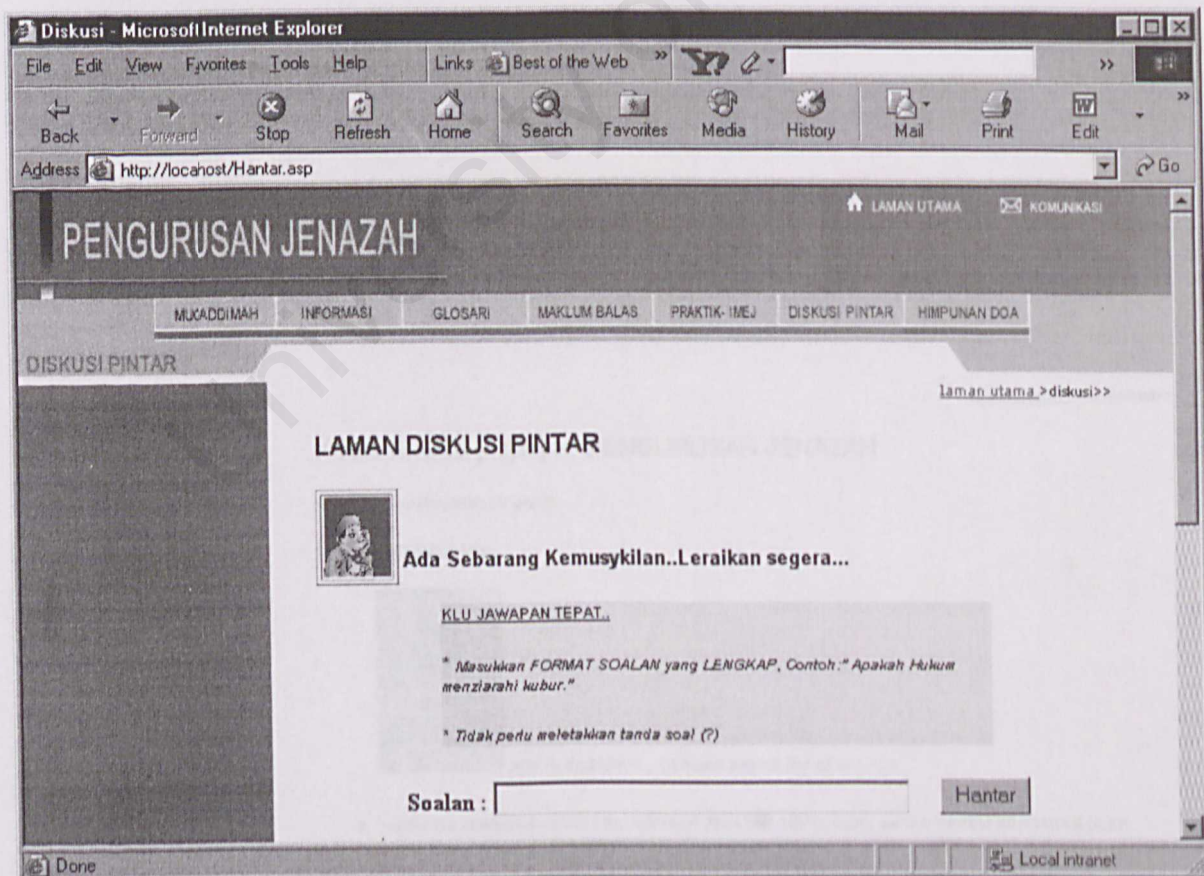 Diskusi - Microsoft Internet Explorer
File Edit View Favorites Tools Help Links Best of the Web » Y? »
Back Forward Stop Refresh Home Search Favorites Media History Mail Print Edit »
Address http://locahost/Hantar.asp Go
LAMAN UTAMA KOMUNIKASI
PENGURUSAN JENAZAH
MUKADDIMAH INFORMASI GLOSARI MAKLUM BALAS PRAKTIK- IMEJ DISKUSI PINTAR HIMPUNAN DOA
DISKUSI PINTAR
laman utama >diskusi>>
LAMAN DISKUSI PINTAR
Ada Sebarang Kemusykilan..Leraikan segera...
KLU JAWAPAN TEPAT..
* Masukkan FORMAT SOALAN yang LENGKAP, Contoh:" Apakah Hukum
menziarahi kubur."
* Tidak perlu meletakkan tanda soal (?)
Soalan : Hantar
Done Local intranet